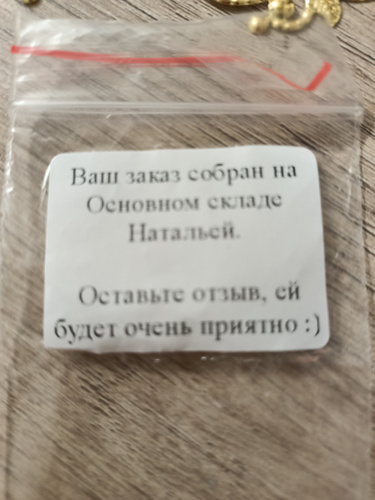 Ваш заказ собран на
Основном складе
Натальей.
Оставьте отзыв, ей
будет очень приятно :)